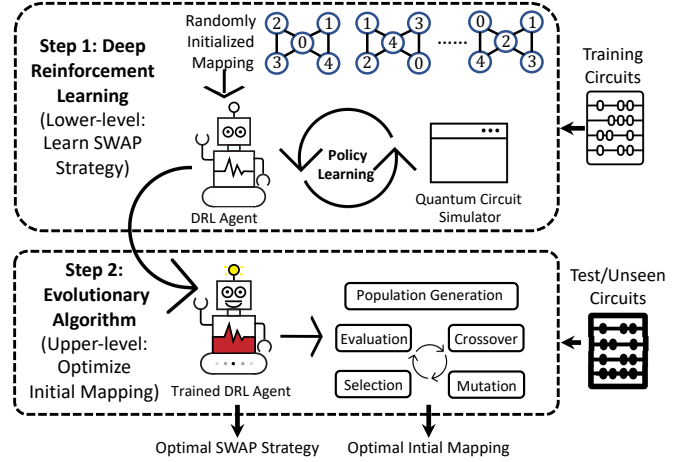 Step 1: Deep
Reinforcement
Learning
(Lower-level:
Learn SWAP
Strategy)
Randomly
Initialized
Mapping
2 1 0 3 4
1 3 4 2 0
......
0 1 2 4 3
DRL Agent
Policy
Learning
Quantum Circuit
Simulator
Training
Circuits
Step 2:
Evolutionary
Algorithm
(Upper-level:
Optimize
Initial Mapping)
Trained DRL Agent
Population Generation
Evaluation
Crossover
Selection
Mutation
Test/Unseen
Circuits
Optimal SWAP Strategy
Optimal Intial Mapping